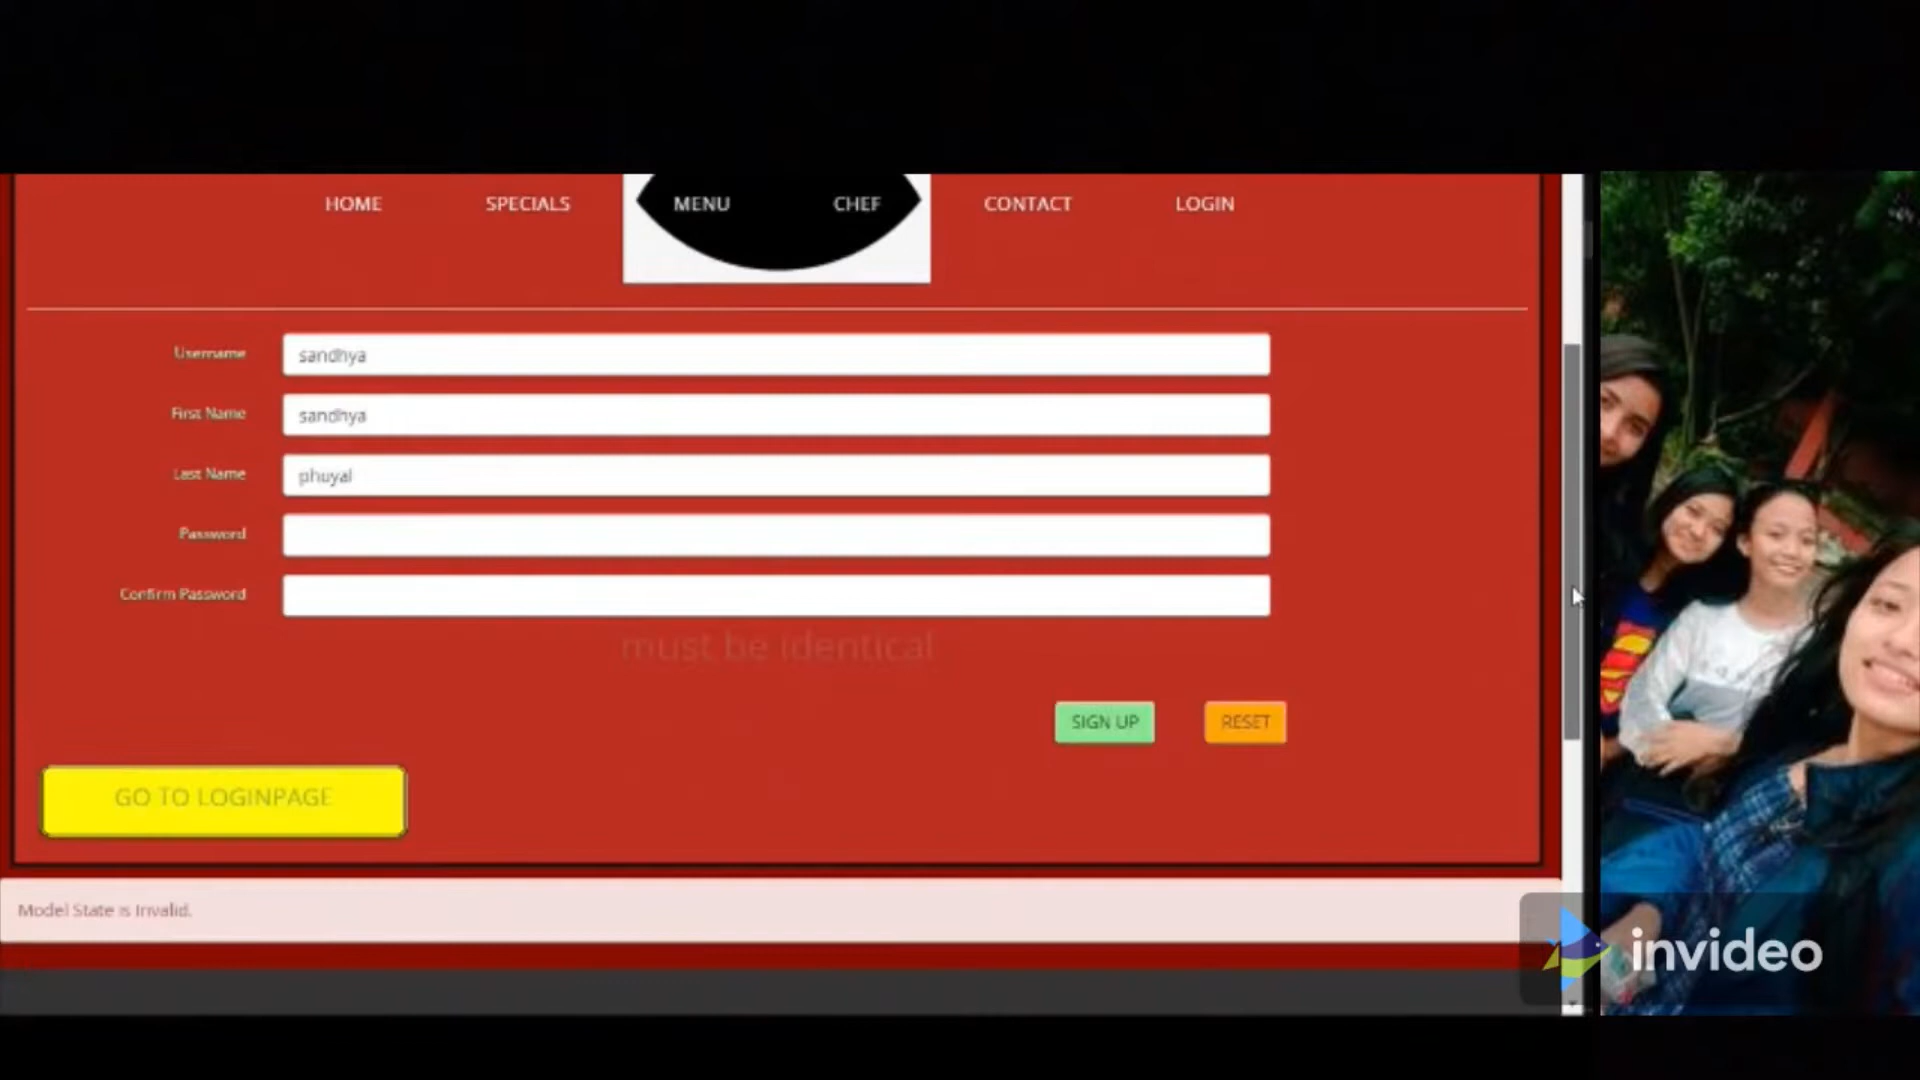 HOME SPECIALS MENU CHEF CONTACT LOGIN
Username sandhya
First Name sandhya
Last Name phuyal
Password
Confirm Password
must be identical
SIGN UP RESET
GO TO LOGINPAGE
Model State is Invalid.
invideo